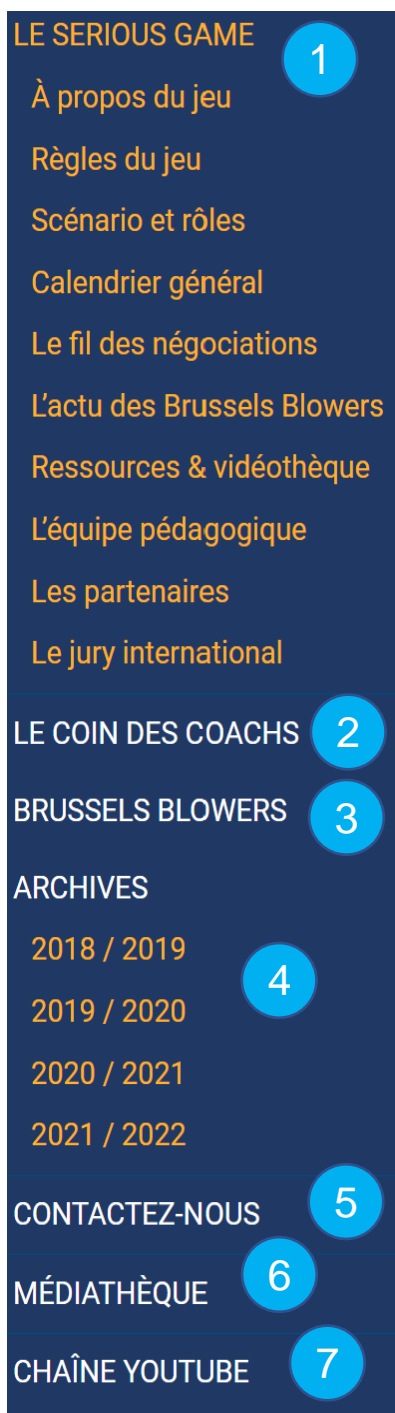 LE SERIOUS GAME 1
À propos du jeu
Règles du jeu
Scénario et rôles
Calendrier général
Le fil des négociations
L'actu des Brussels Blowers
Ressources & vidéothèque
L'équipe pédagogique
Les partenaires
Le jury international
LE COIN DES COACHS 2
BRUSSELS BLOWERS 3
ARCHIVES
2018 / 2019
4
2019 / 2020
2020 / 2021
2021 / 2022
CONTACTEZ-NOUS 5
MÉDIATHÈQUE 6
CHAÎNE YOUTUBE 7